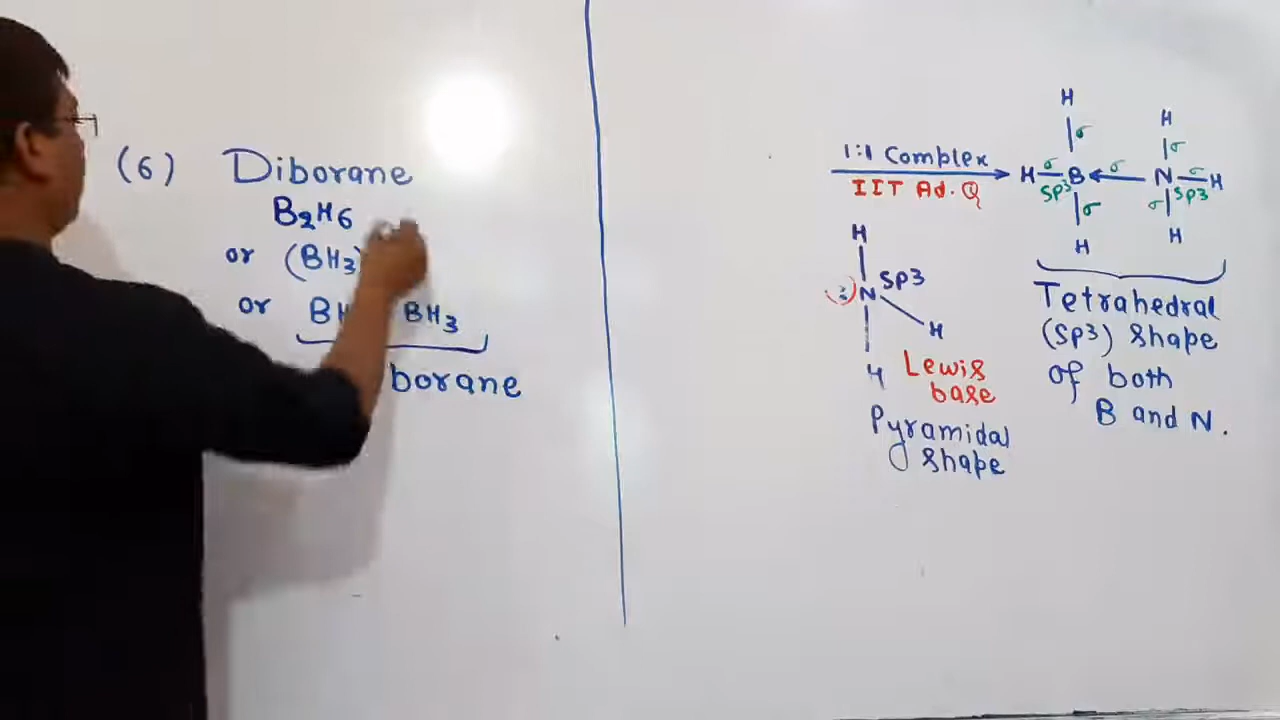 (6) Diborane
B2H6
or (BH3)
or BH BH3
borane
1:1 Complex
IIT Ad. Q
H
σ
H σ B ← σ N σ H
sp3 sp3
σ
H
H
σ
σ
H
H
N sp3
H
H
Lewis
base
Pyramidal
shape
Tetrahedral
(sp3) shape
of both
B and N.